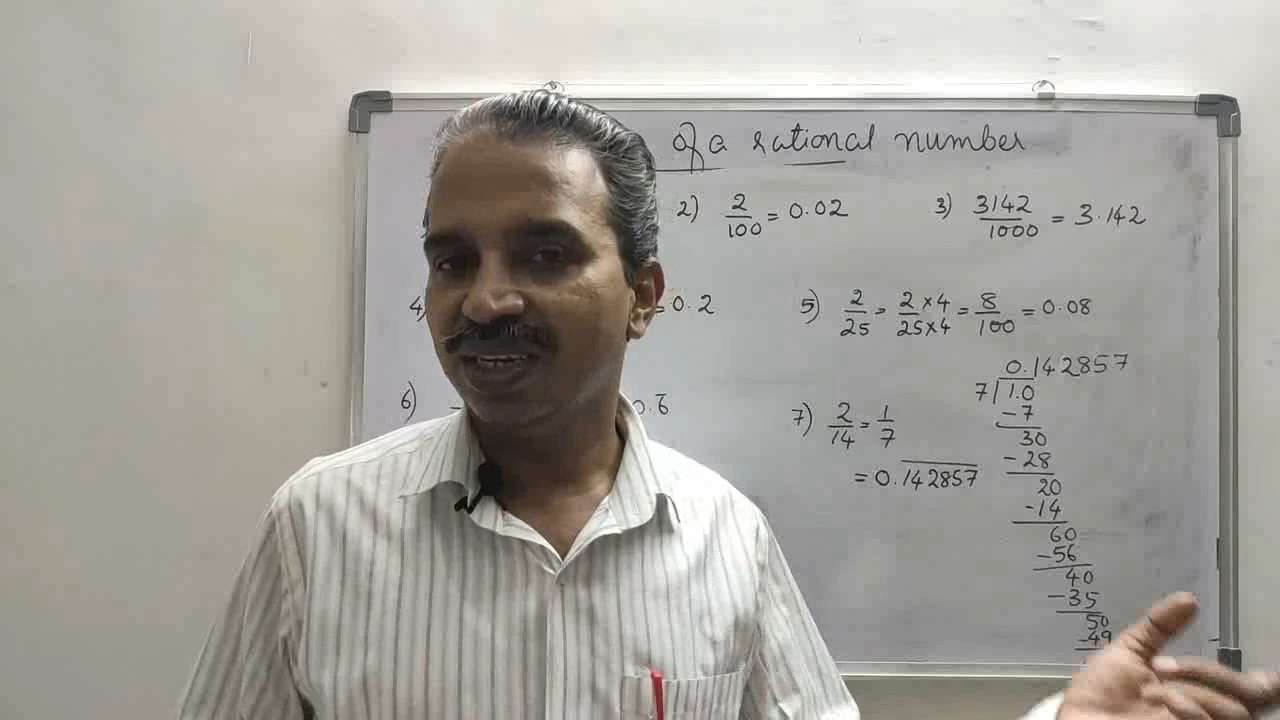 of a rational number
2) 2/100 = 0.02
3) 3142/1000 = 3.142
4) = 0.2
5) 2/25 = 2×4/25×4 = 8/100 = 0.08
6) 0.6
7) 2/14 = 1/7
= 0.142857
0.142857
7 1.0
-7
30
-28
20
-14
60
-56
40
-35
50
-49